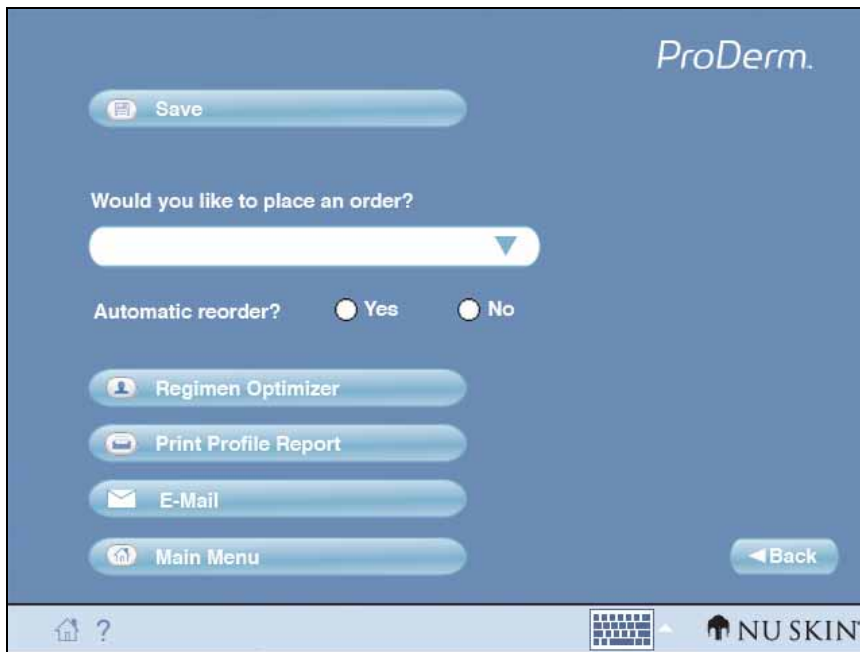 ProDerm™
Save
Would you like to place an order?
Automatic reorder? Yes No
Regimen Optimizer
Print Profile Report
E-Mail
Main Menu
Back
?
NU SKIN